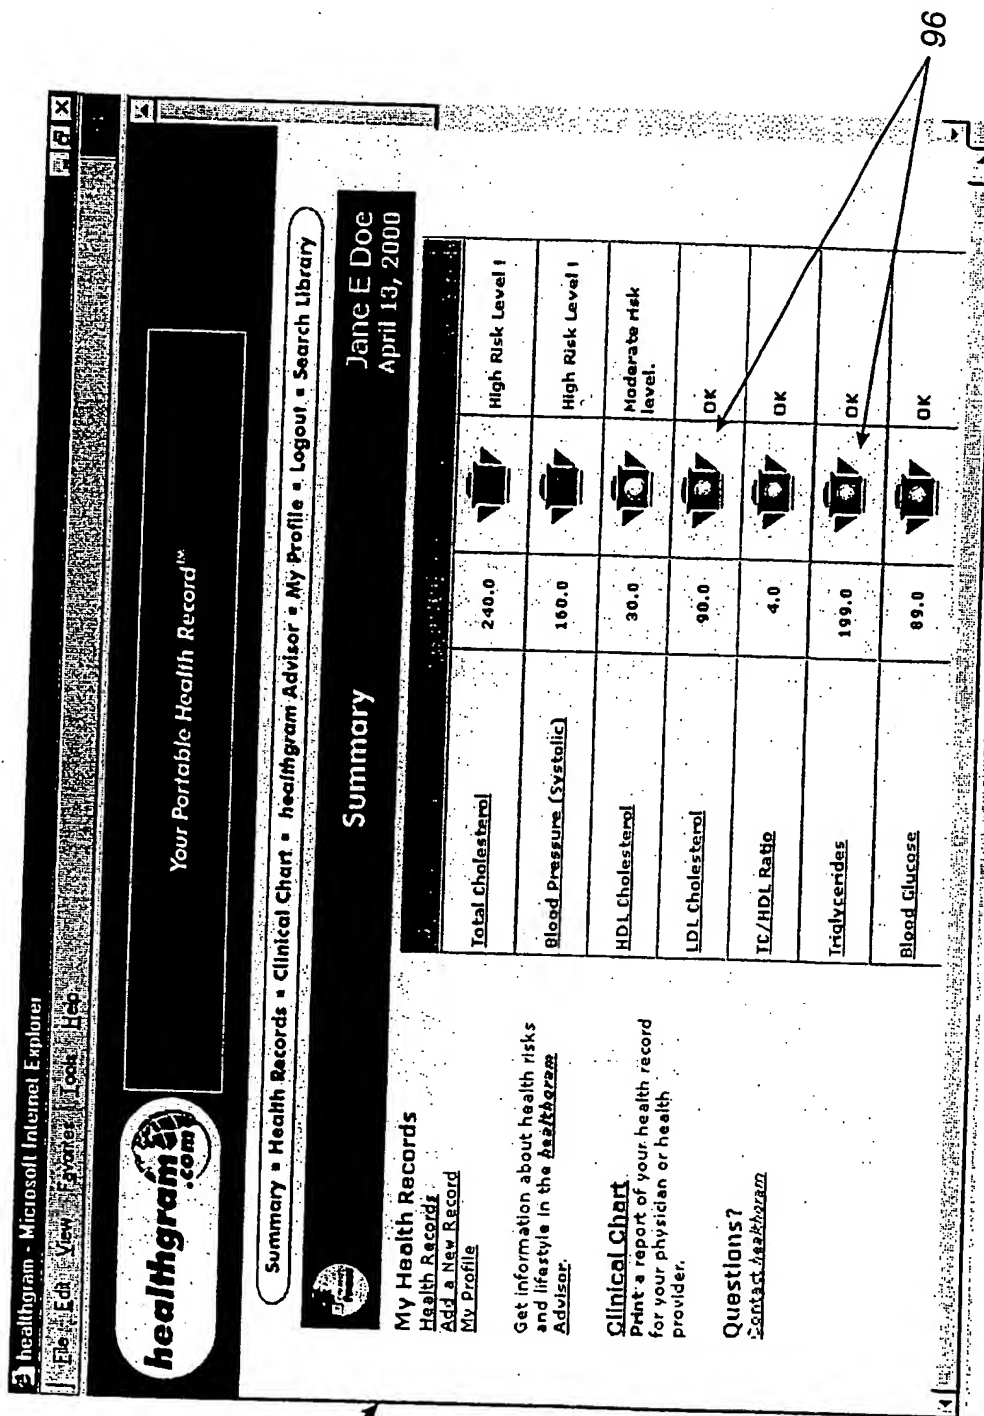 healthgram - Microsoft Internet Explorer
File Edit View Favorites Tools Help
healthgram
.com
Your Portable Health Record™
Summary ▪ Health Records ▪ Clinical Chart ▪ healthgram Advisor ▪ My Profile ▪ Logout ▪ Search Library
Summary
Jane E Doe
April 13, 2000
My Health Records
Health Records
Add a New Record
My Profile
Get information about health risks
and lifestyle in the healthgram
Advisor.
Clinical Chart
Print a report of your health record
for your physician or health
provider.
Questions?
Contact healthgram
Total Cholesterol 240.0 High Risk Level !
Blood Pressure (Systolic) 160.0 High Risk Level !
HDL Cholesterol 30.0 Moderate risk
level.
LDL Cholesterol 90.0 OK
TC/HDL Ratio 4.0 OK
Triglycerides 199.0 OK
Blood Glucose 89.0 OK
96